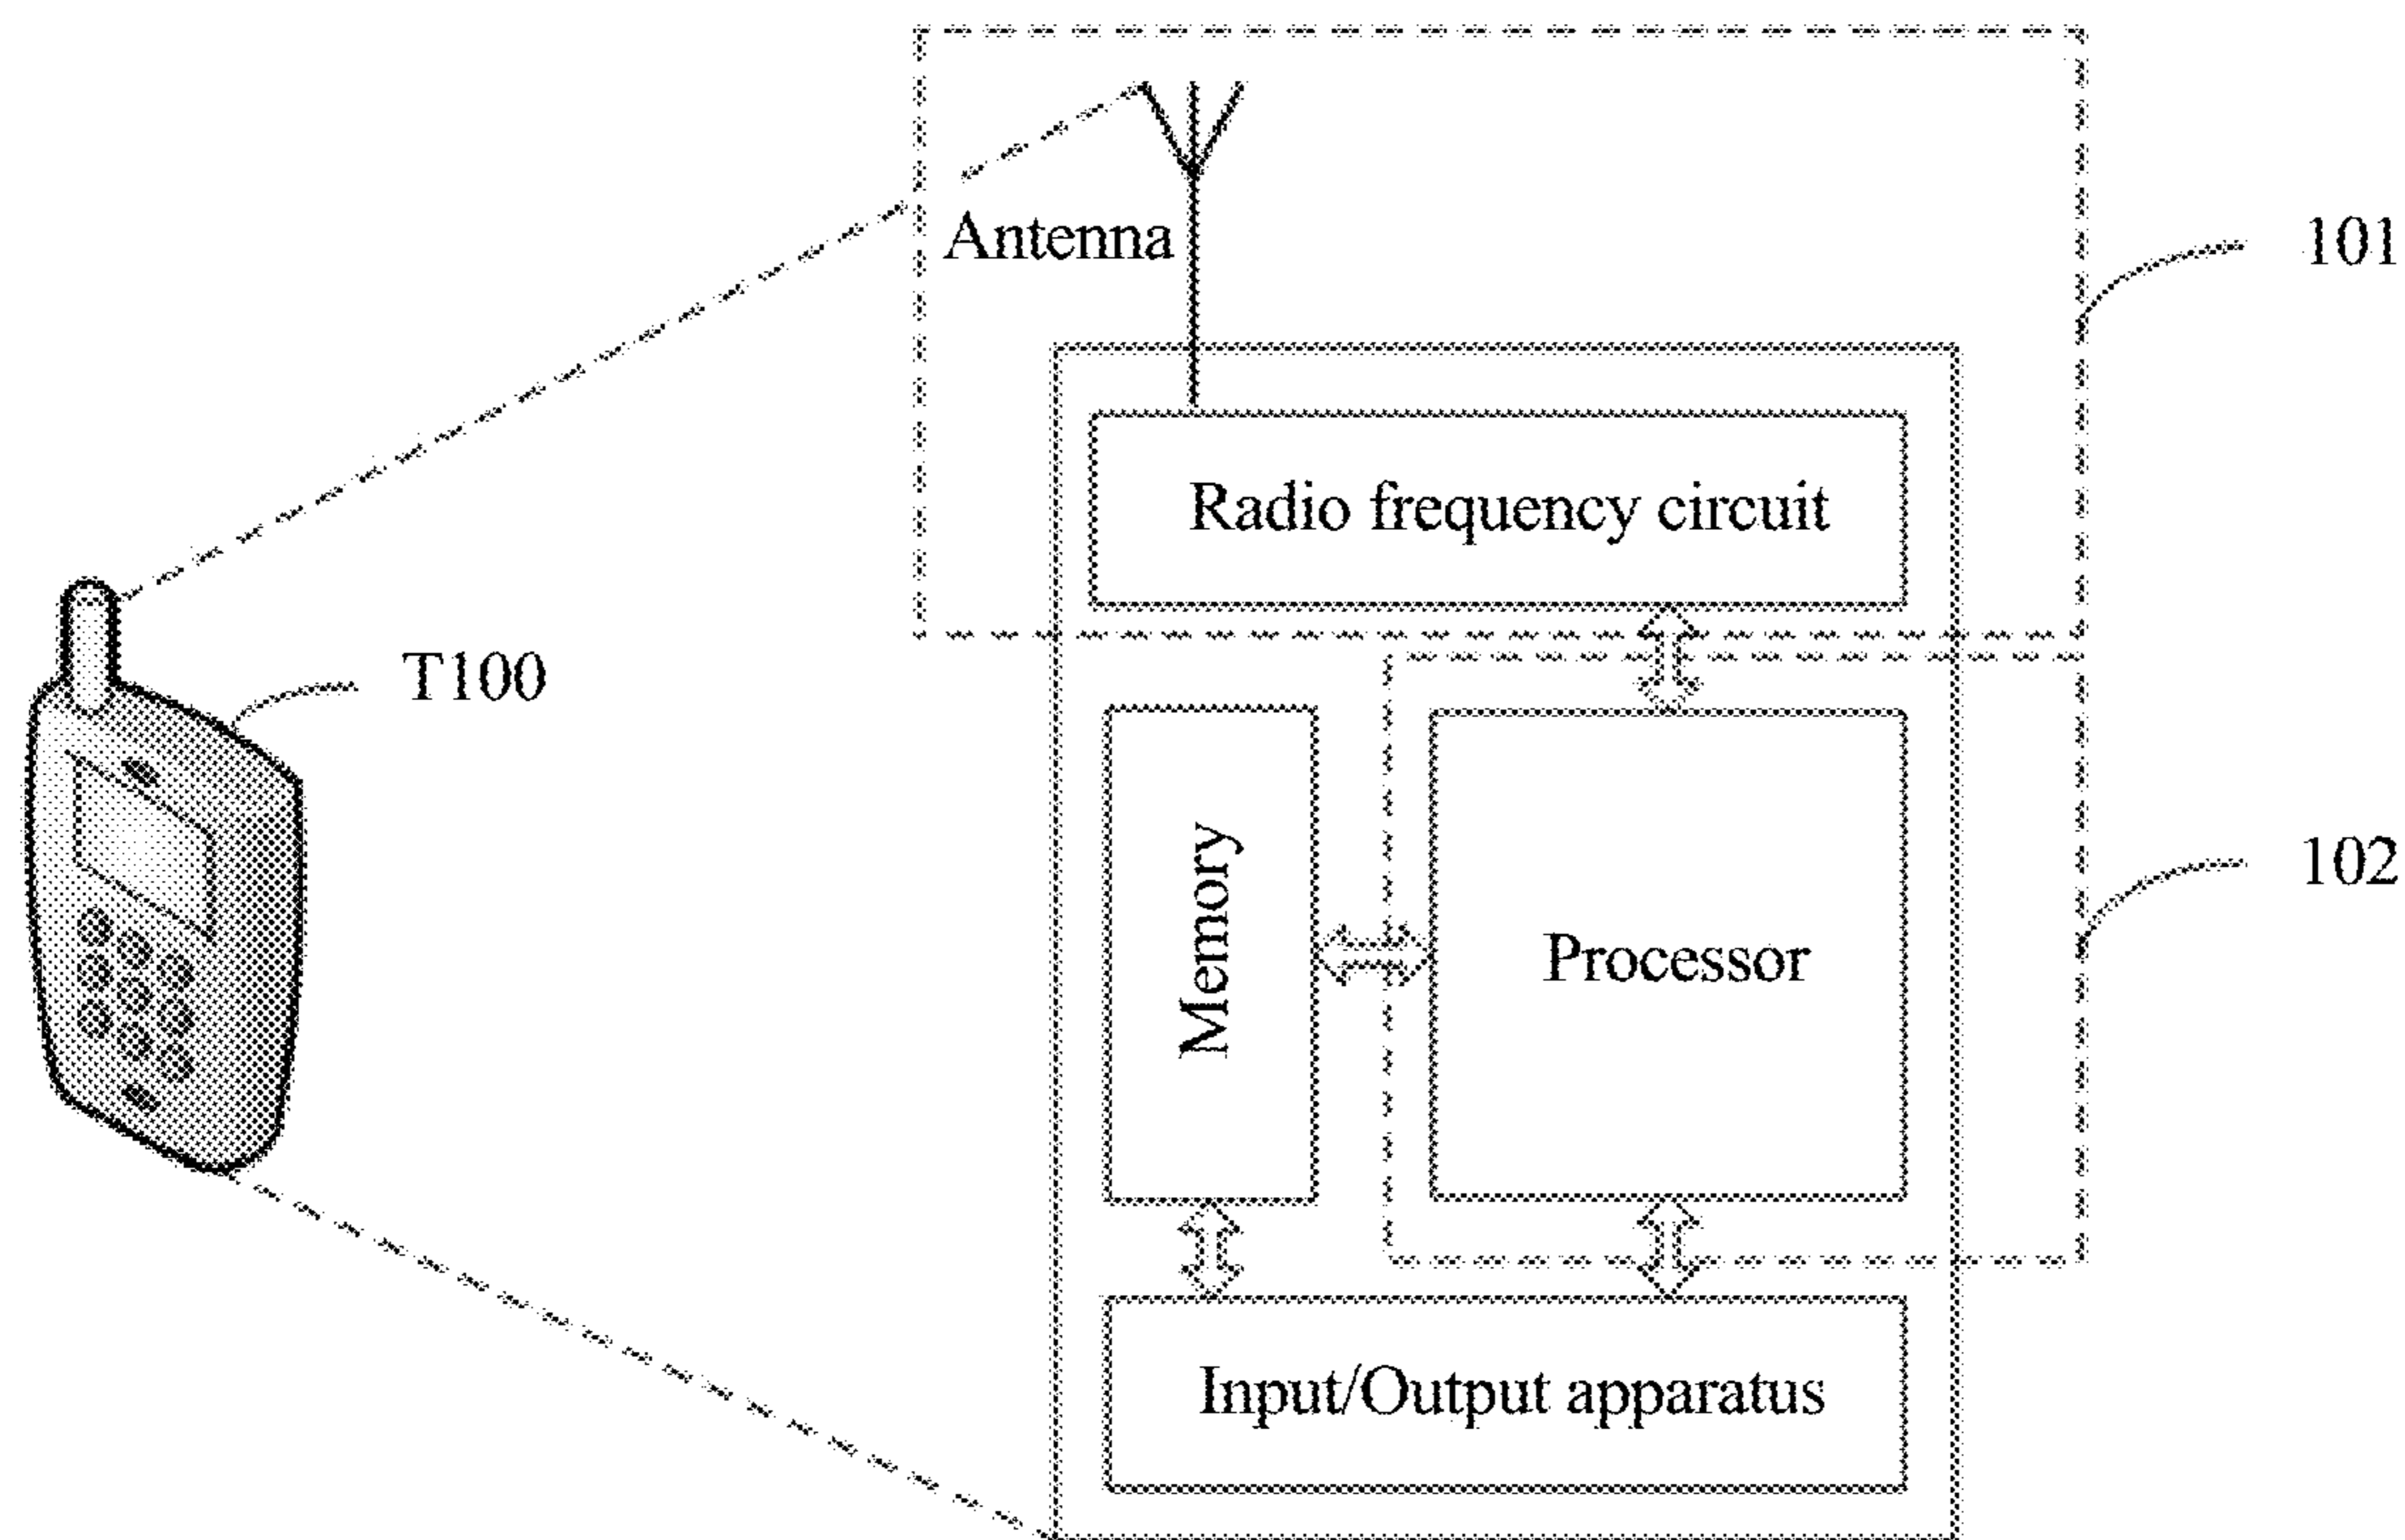 Antenna
101
Radio frequency circuit
T100
Memory
Processor
102
Input/Output apparatus